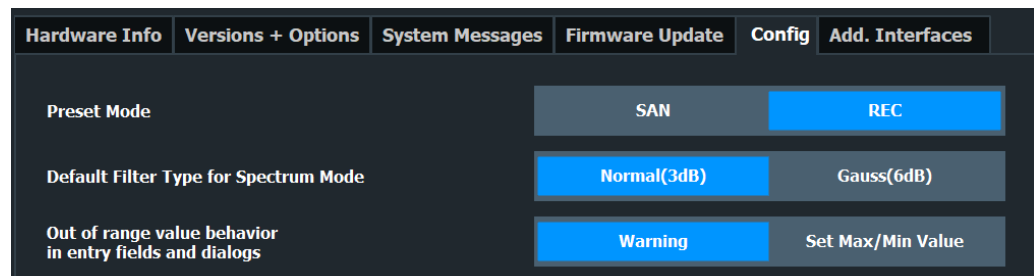 Hardware Info Versions + Options System Messages Firmware Update Config Add. Interfaces
Preset Mode SAN REC
Default Filter Type for Spectrum Mode Normal(3dB) Gauss(6dB)
Out of range value behavior
in entry fields and dialogs Warning Set Max/Min Value